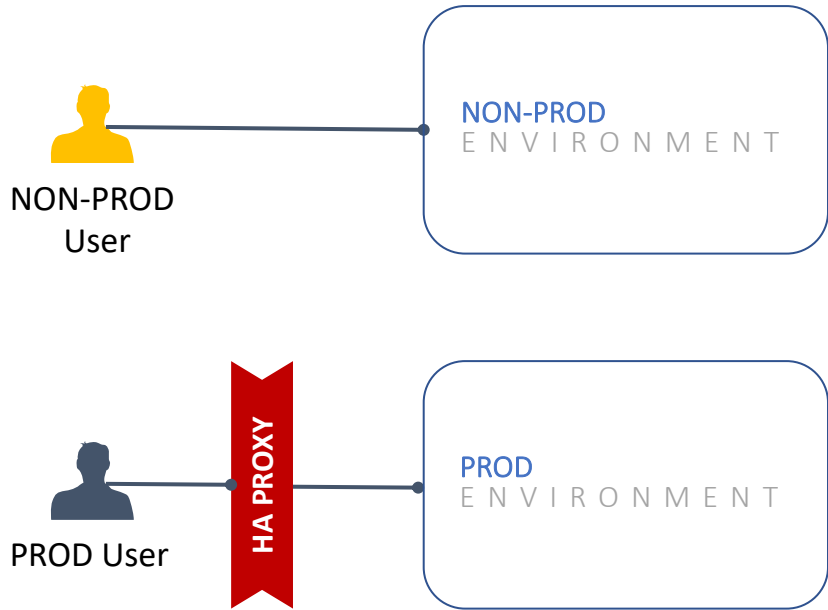 NON-PROD
ENVIRONMENT
NON-PROD
User
HA PROXY
PROD
ENVIRONMENT
PROD User